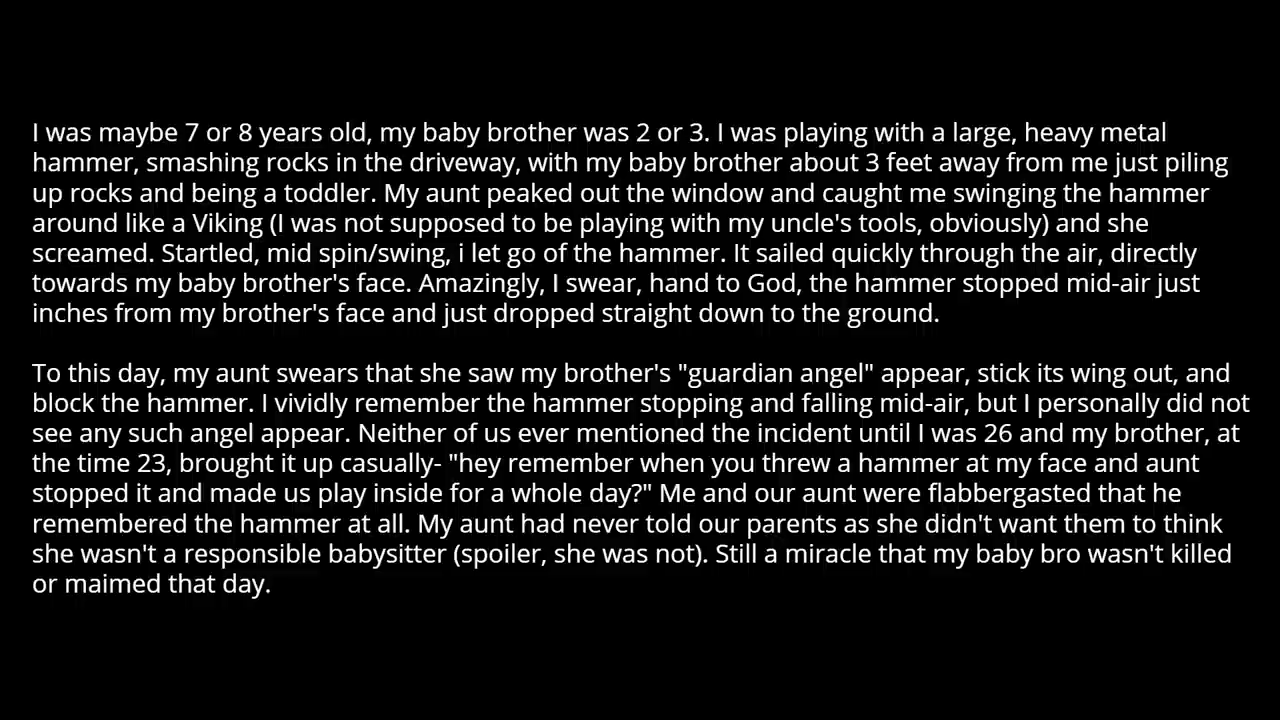 I was maybe 7 or 8 years old, my baby brother was 2 or 3. I was playing with a large, heavy metal
hammer, smashing rocks in the driveway, with my baby brother about 3 feet away from me just piling
up rocks and being a toddler. My aunt peaked out the window and caught me swinging the hammer
around like a Viking (I was not supposed to be playing with my uncle's tools, obviously) and she
screamed. Startled, mid spin/swing, i let go of the hammer. It sailed quickly through the air, directly
towards my baby brother's face. Amazingly, I swear, hand to God, the hammer stopped mid-air just
inches from my brother's face and just dropped straight down to the ground.

To this day, my aunt swears that she saw my brother's "guardian angel" appear, stick its wing out, and
block the hammer. I vividly remember the hammer stopping and falling mid-air, but I personally did not
see any such angel appear. Neither of us ever mentioned the incident until I was 26 and my brother, at
the time 23, brought it up casually- "hey remember when you threw a hammer at my face and aunt
stopped it and made us play inside for a whole day?" Me and our aunt were flabbergasted that he
remembered the hammer at all. My aunt had never told our parents as she didn't want them to think
she wasn't a responsible babysitter (spoiler, she was not). Still a miracle that my baby bro wasn't killed
or maimed that day.